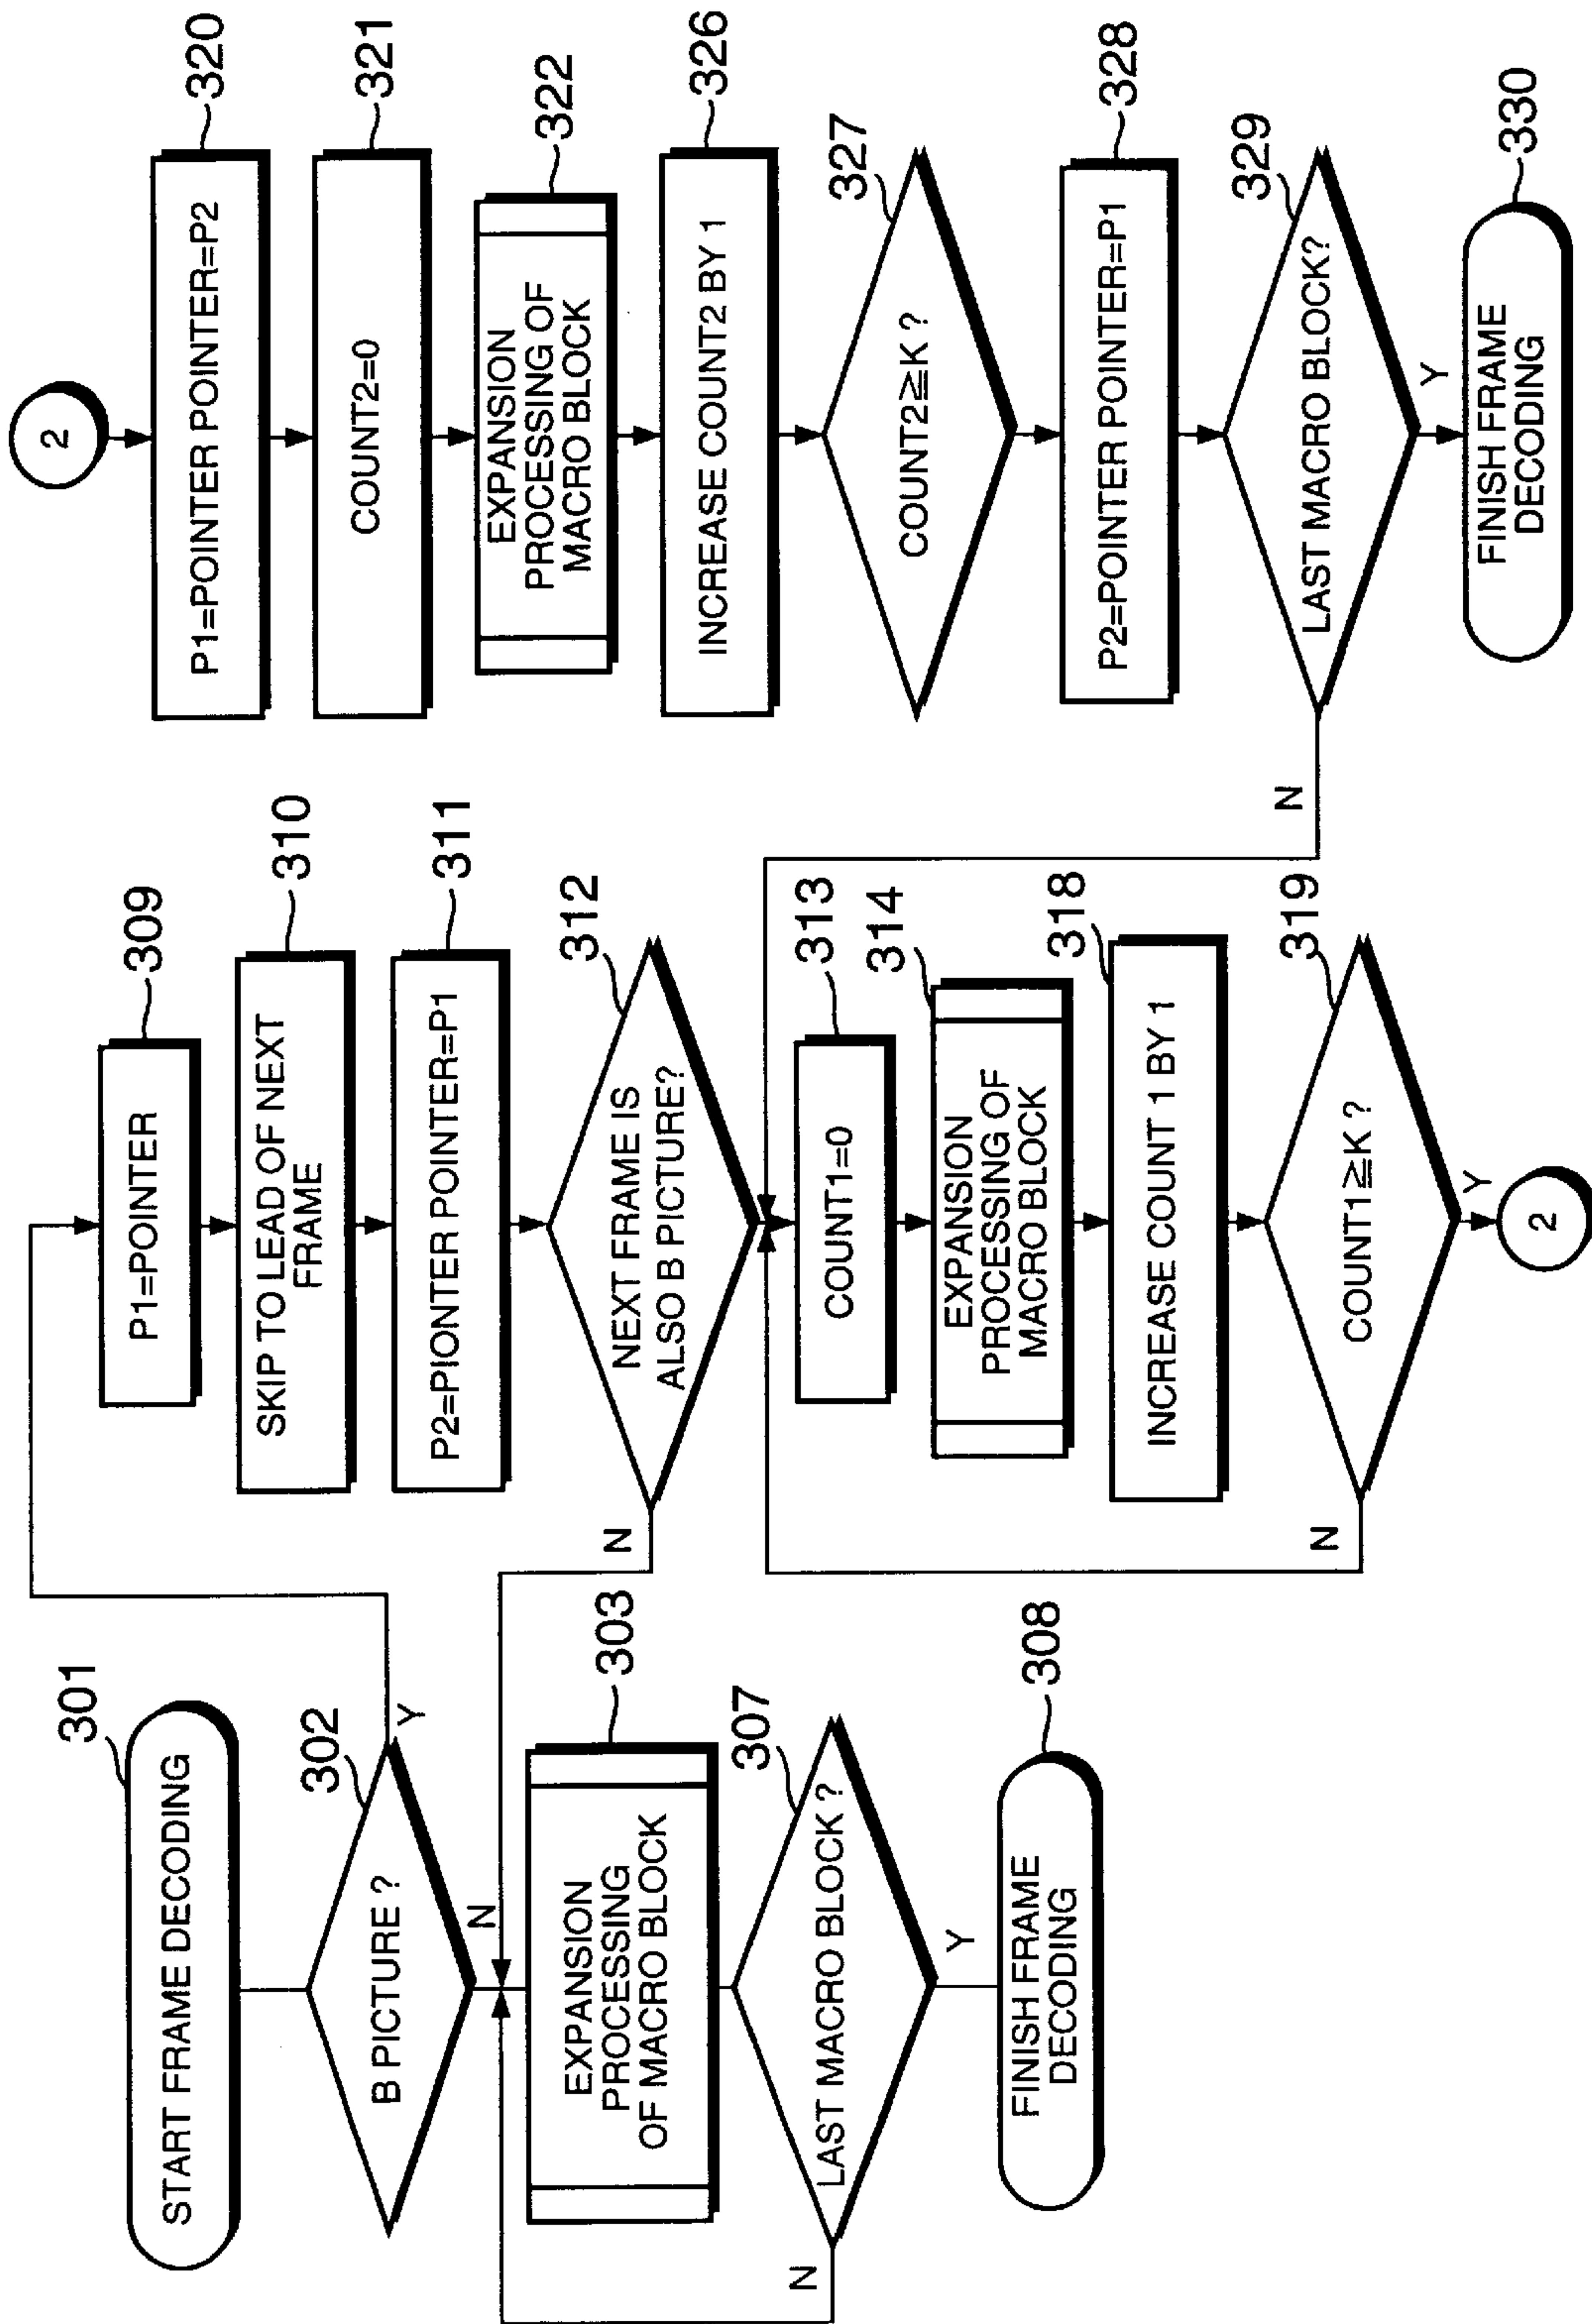 301
START FRAME DECODING
302
B PICTURE ?
Y
N
303
EXPANSION
PROCESSING
OF MACRO BLOCK
307
LAST MACRO BLOCK ?
N
Y
308
FINISH FRAME
DECODING
309
P1=POINTER
310
SKIP TO LEAD OF NEXT
FRAME
311
P2=PIONTER POINTER=P1
312
NEXT FRAME IS
ALSO B PICTURE?
N
313
COUNT1=0
314
EXPANSION
PROCESSING OF
MACRO BLOCK
318
INCREASE COUNT 1 BY 1
319
COUNT1≧K ?
N
Y
2
2
320
P1=POINTER POINTER=P2
321
COUNT2=0
322
EXPANSION
PROCESSING OF
MACRO BLOCK
326
INCREASE COUNT2 BY 1
327
COUNT2≧K ?
328
P2=POINTER POINTER=P1
329
LAST MACRO BLOCK?
N
Y
330
FINISH FRAME
DECODING